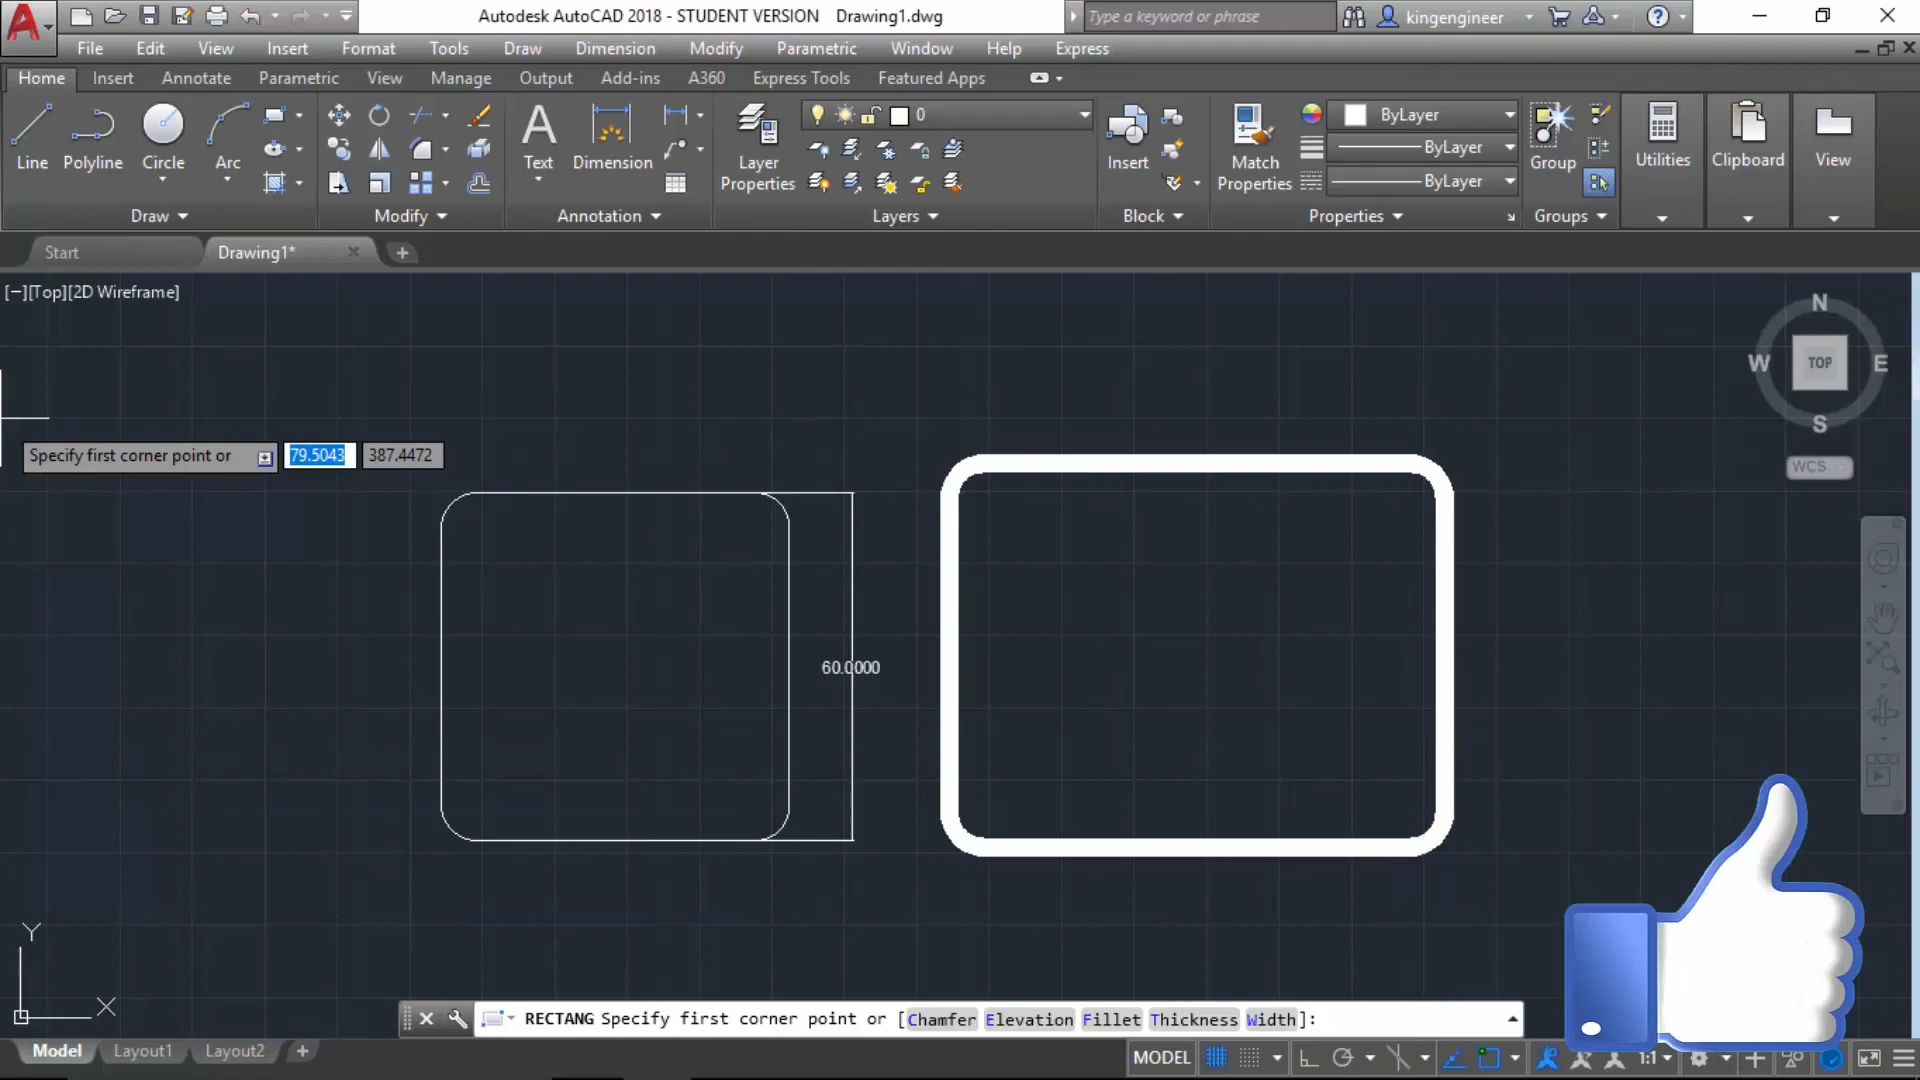 Autodesk AutoCAD 2018 - STUDENT VERSION Drawing1.dwg
Type a keyword or phrase
kingengineer
File Edit View Insert Format Tools Draw Dimension Modify Parametric Window Help Express
Home Insert Annotate Parametric View Manage Output Add-ins A360 Express Tools Featured Apps
0
ByLayer
ByLayer
ByLayer
Line Polyline Circle Arc
Text Dimension
Layer Properties
Insert
Match Properties
Group
Utilities Clipboard View
Draw Modify Annotation Layers Block Properties Groups
Start Drawing1*
[−][Top][2D Wireframe]
N
W TOP E
S
WCS
Specify first corner point or 79.5043 387.4472
60.0000
Y
X
RECTANG Specify first corner point or [Chamfer Elevation Fillet Thickness Width]:
Model Layout1 Layout2
MODEL 1:1